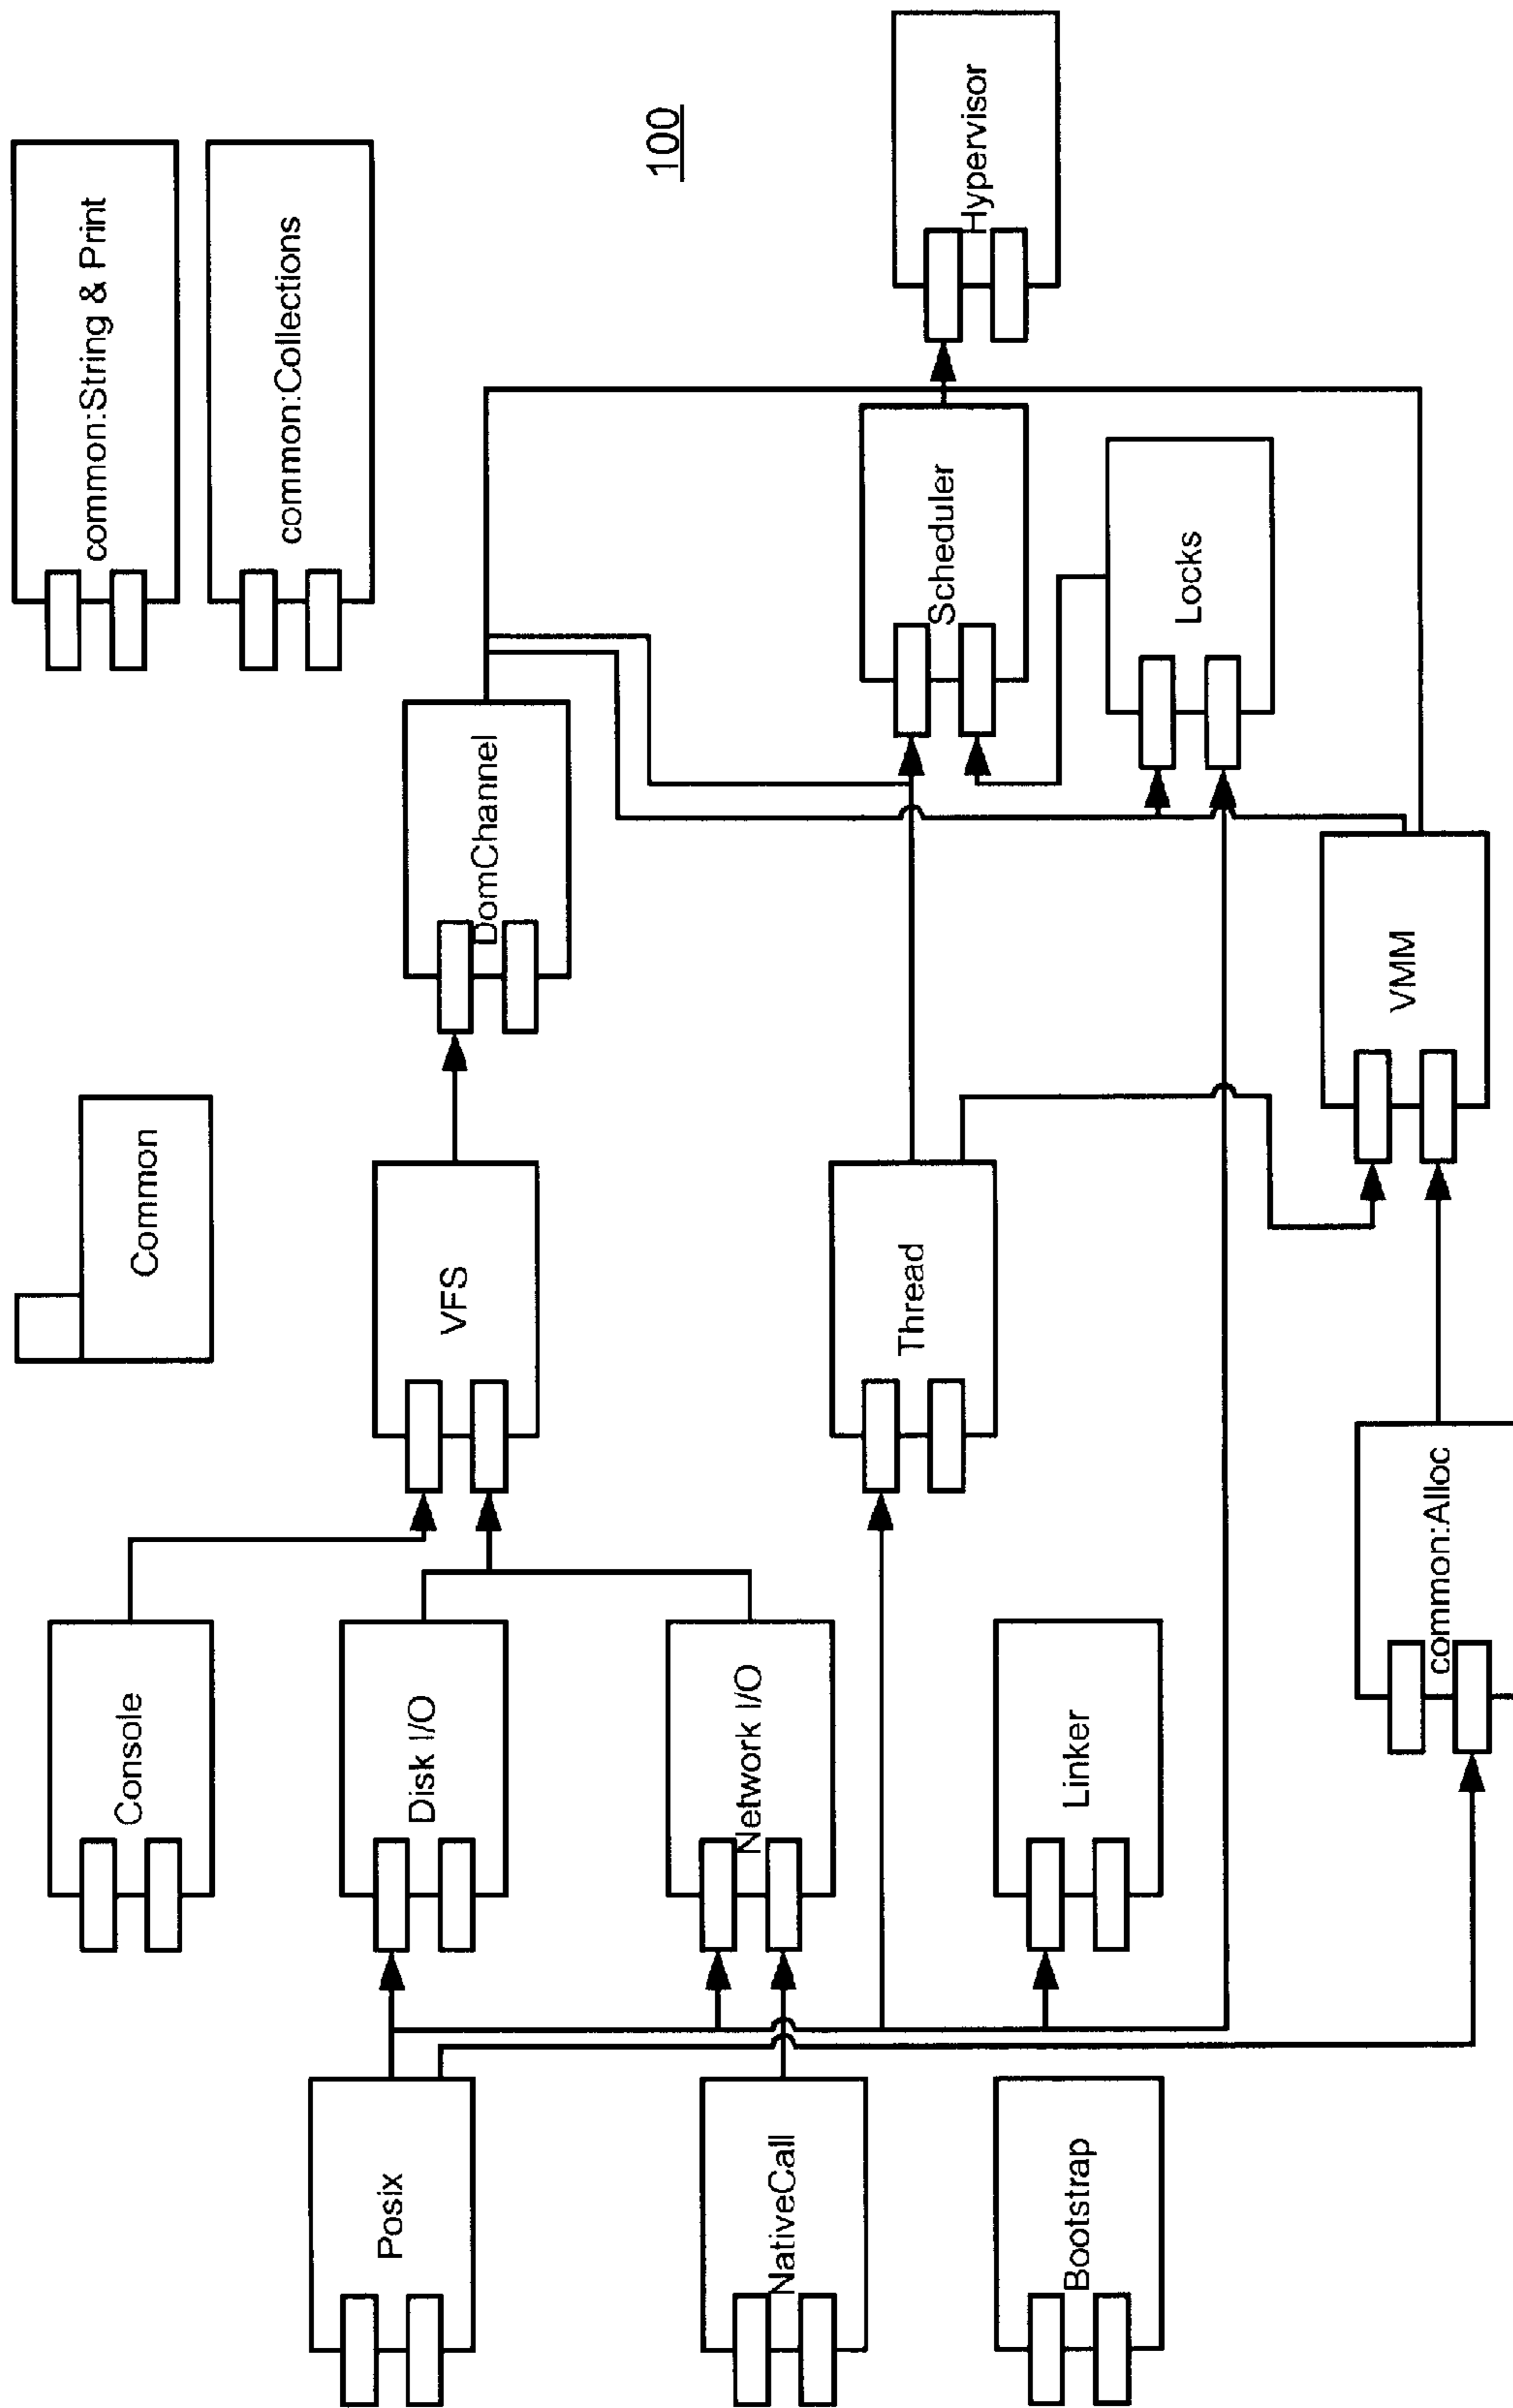 Common
common:String & Print
common:Collections
100
Console
Disk I/O
VFS
DomChannel
Posix
Network I/O
NativeCall
Thread
Scheduler
Hypervisor
Linker
Locks
Bootstrap
common:Alloc
VMM